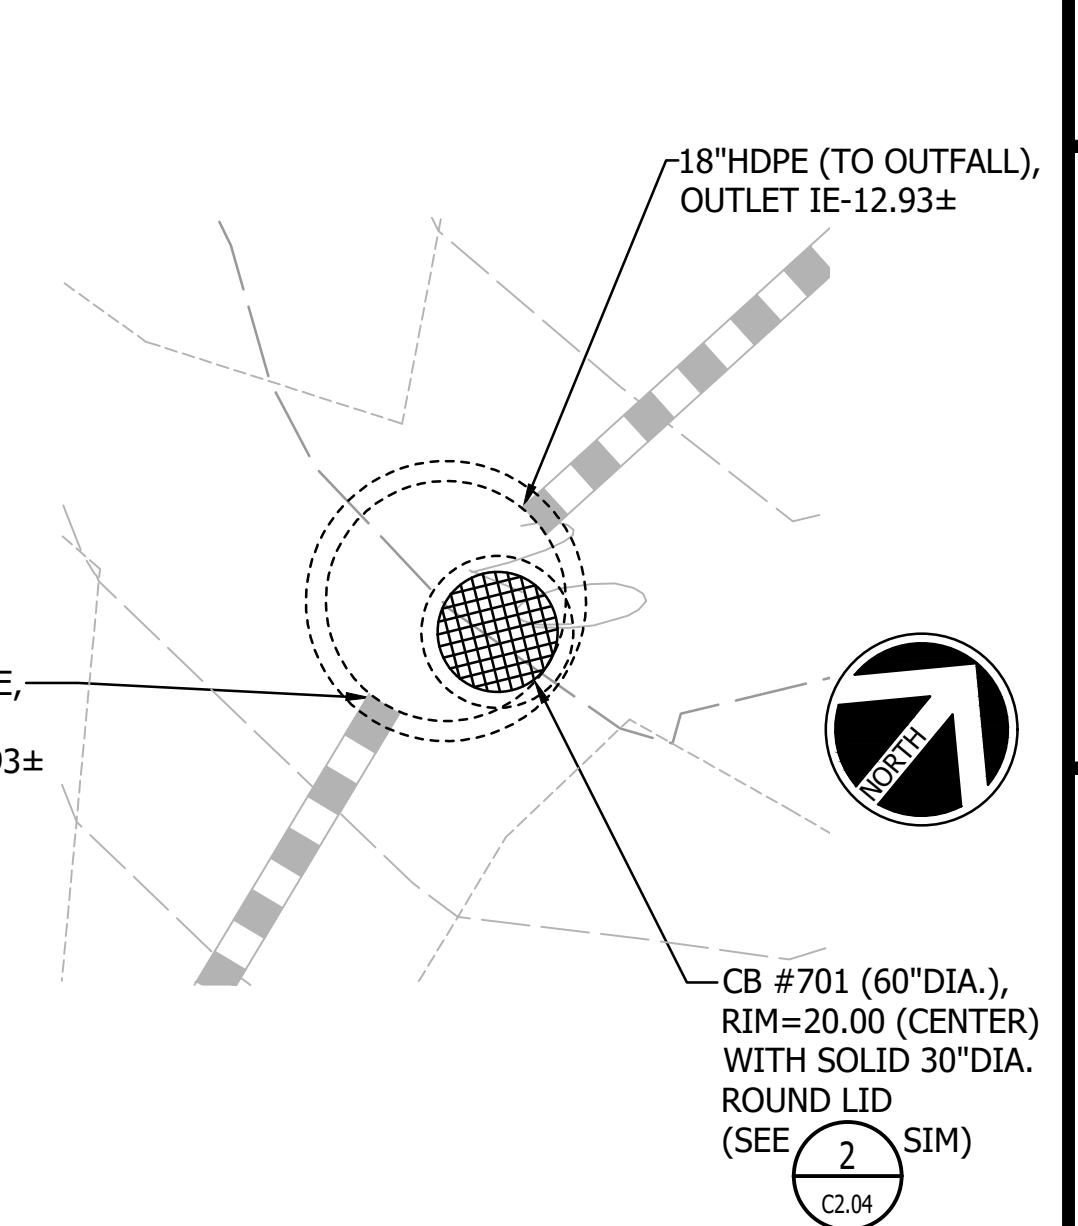 18"HDPE (TO OUTFALL),
OUTLET IE-12.93±
E,
93±
NORTH
CB #701 (60"DIA.),
RIM=20.00 (CENTER)
WITH SOLID 30"DIA.
ROUND LID
(SEE 2 SIM)
C2.04